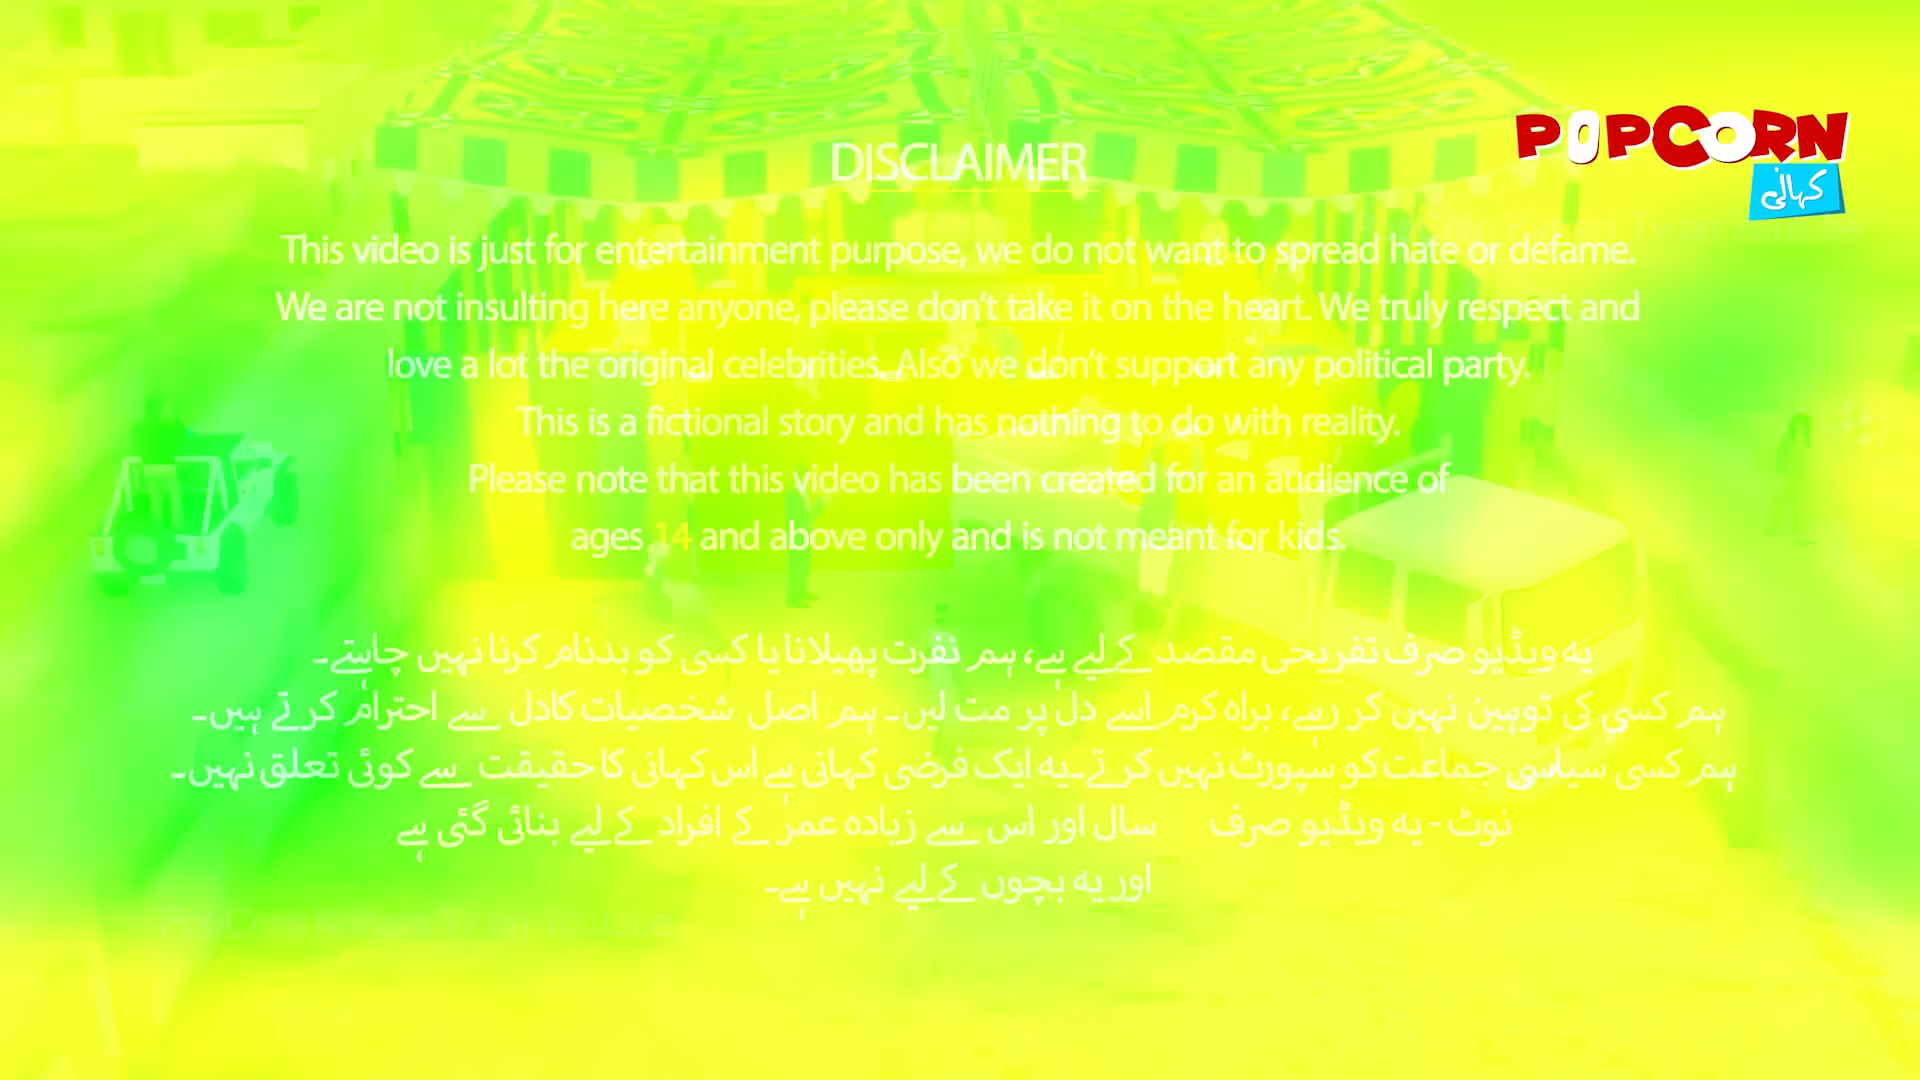 POPCORN
کہانی
DISCLAIMER
This video is just for entertainment purpose, we do not want to spread hate or defame.
We are not insulting here anyone, please don't take it on the heart. We truly respect and
love a lot the original celebrities. Also we don't support any political party.
This is a fictional story and has nothing to do with reality.
Please note that this video has been created for an audience of
ages 14 and above only and is not meant for kids.
یہ ویڈیو صرف تفریحی مقصد کے لیے ہے، ہم نفرت پھیلانا یا کسی کو بدنام کرنا نہیں چاہتے۔
ہم کسی کی توہین نہیں کر رہے، براہ کرم اسے دل پر مت لیں۔ ہم اصل شخصیات کا دل سے احترام کرتے ہیں۔
ہم کسی سیاسی جماعت کو سپورٹ نہیں کرتے۔ یہ ایک فرضی کہانی ہے اس کہانی کا حقیقت سے کوئی تعلق نہیں۔
نوٹ - یہ ویڈیو صرف سال اور اس سے زیادہ عمر کے افراد کے لیے بنائی گئی ہے
اور یہ بچوں کے لیے نہیں ہے۔
PopCorn Kahani Tv on